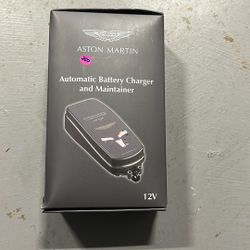 ASTON MARTIN
Automatic Battery Charger
and Maintainer
12V